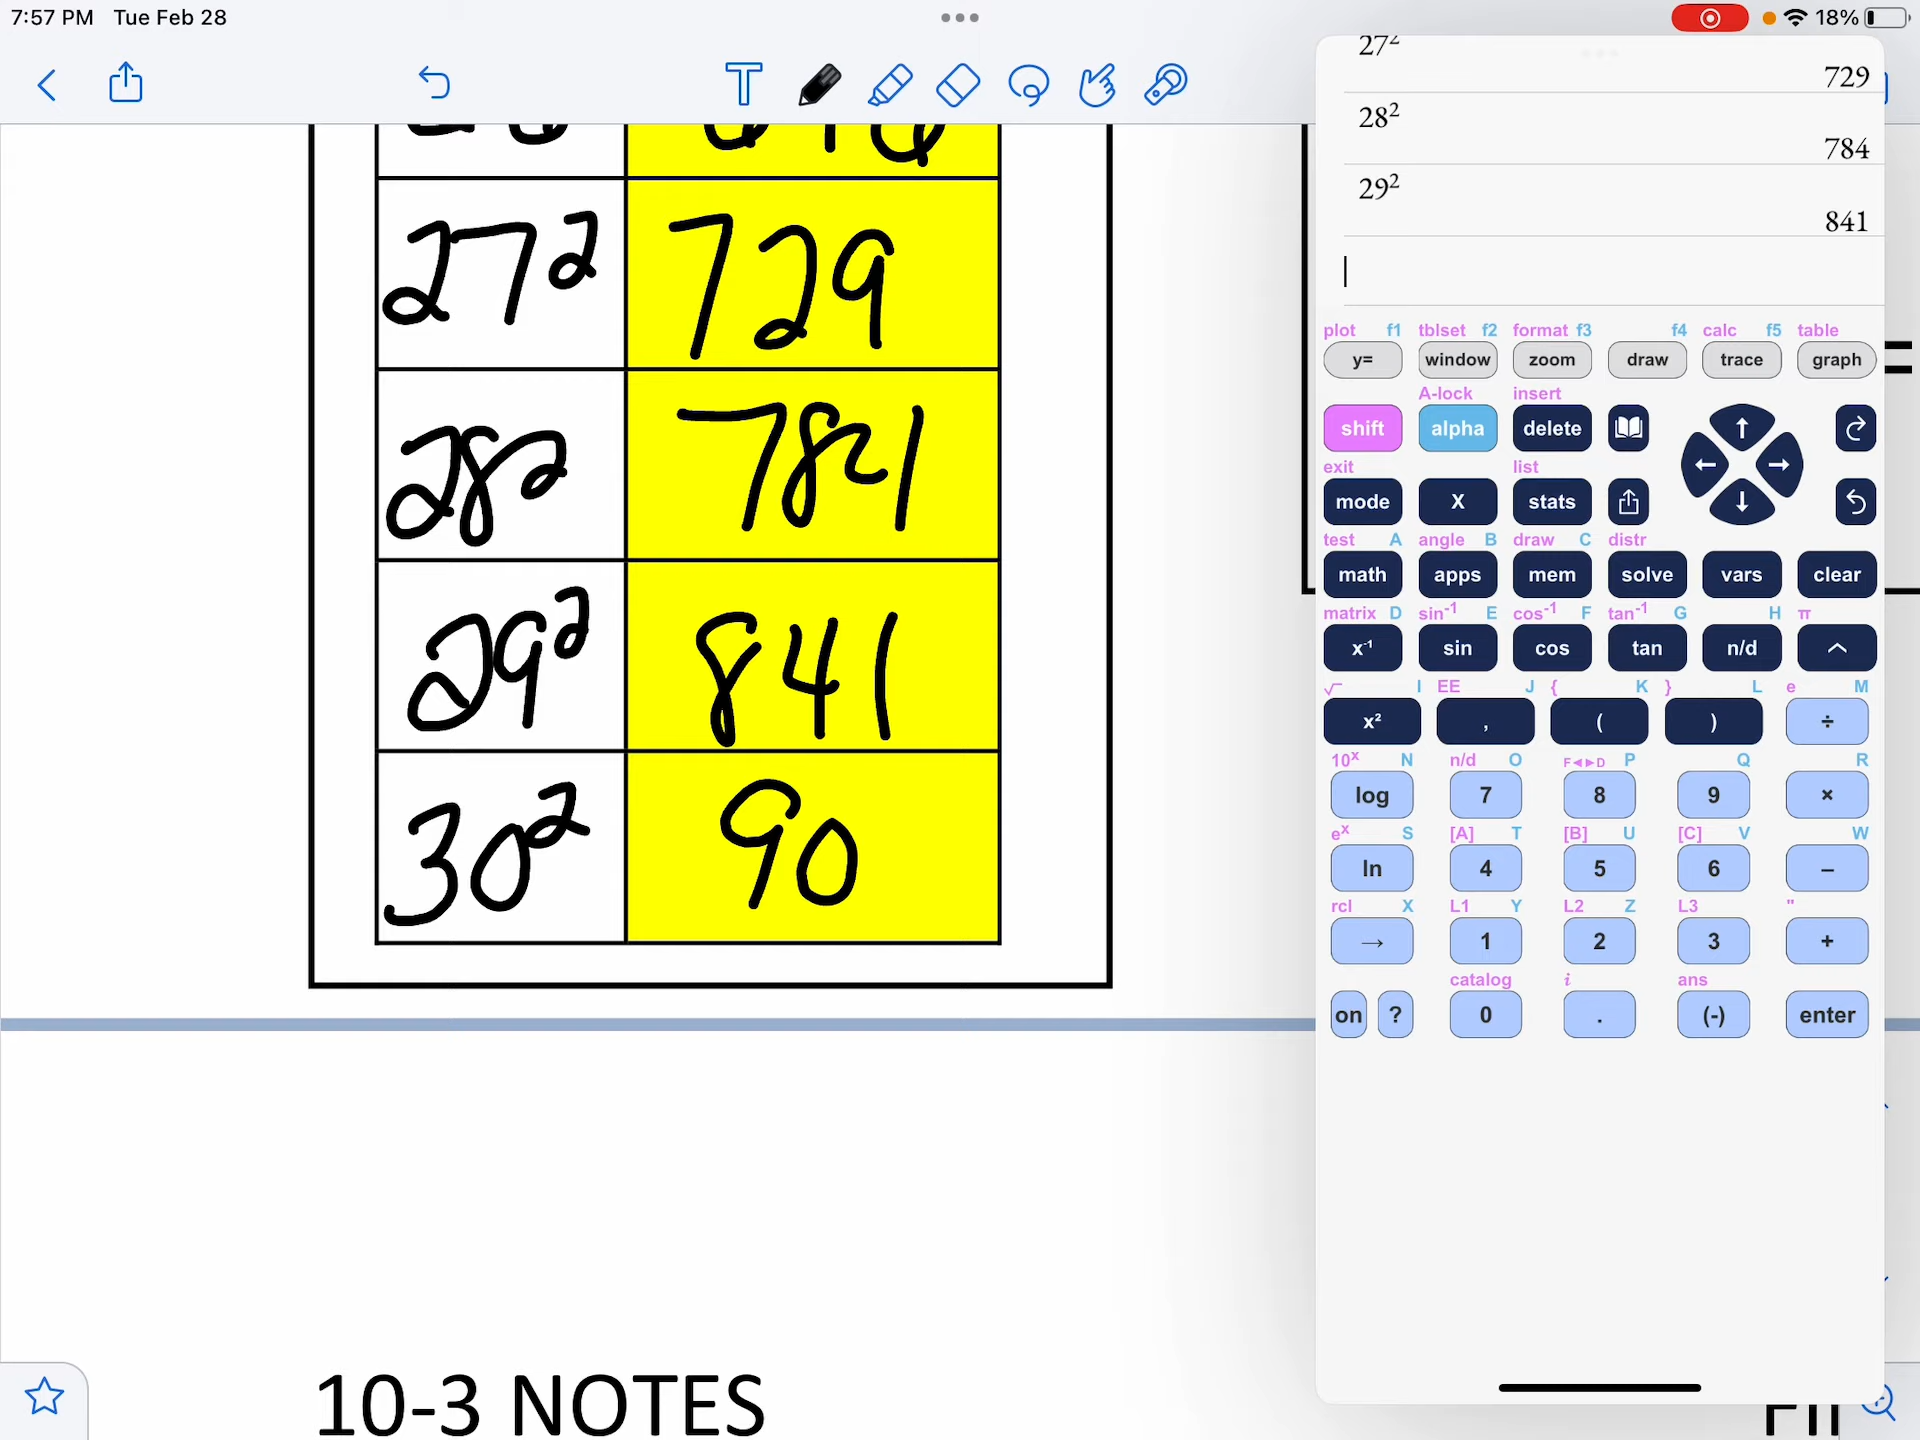 7:57 PM Tue Feb 28
18%
27² 729
28² 781
29² 841
30² 90
10-3 NOTES
27²
729
28²
784
29²
841
plot f1 tblset f2 format f3 f4 calc f5 table
y= window zoom draw trace graph
A-lock insert
shift alpha delete
exit list
mode X stats
test A angle B draw C distr
math apps mem solve vars clear
matrix D sin⁻¹ E cos⁻¹ F tan⁻¹ G H π
x⁻¹ sin cos tan n/d ^
√ I EE J { K } L e M
x² , ( ) ÷
10ˣ N n/d O F◄►D P Q R
log 7 8 9 ×
eˣ S [A] T [B] U [C] V W
ln 4 5 6 −
rcl X L1 Y L2 Z L3 "
→ 1 2 3 +
catalog i ans
on ? 0 . (-) enter
=